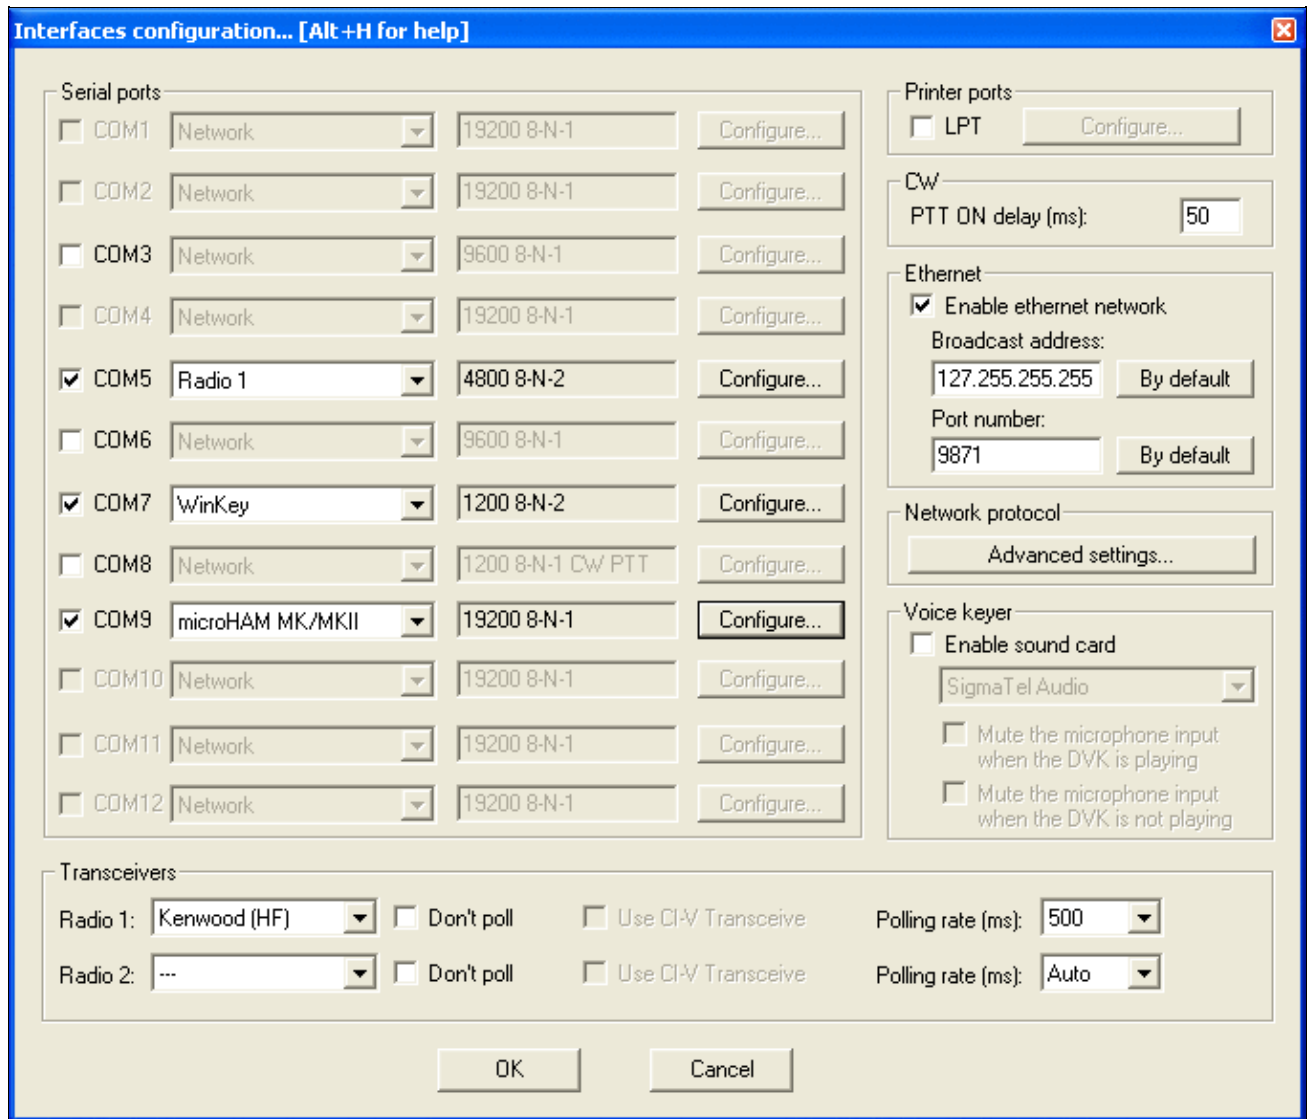 Interfaces configuration... [Alt+H for help]
Serial ports
COM1 Network 19200 8-N-1 Configure...
COM2 Network 19200 8-N-1 Configure...
COM3 Network 9600 8-N-1 Configure...
COM4 Network 19200 8-N-1 Configure...
COM5 Radio 1 4800 8-N-2 Configure...
COM6 Network 9600 8-N-1 Configure...
COM7 WinKey 1200 8-N-2 Configure...
COM8 Network 1200 8-N-1 CW PTT Configure...
COM9 microHAM MK/MKII 19200 8-N-1 Configure...
COM10 Network 19200 8-N-1 Configure...
COM11 Network 19200 8-N-1 Configure...
COM12 Network 19200 8-N-1 Configure...
Printer ports
LPT Configure...
CW
PTT ON delay (ms): 50
Ethernet
Enable ethernet network
Broadcast address:
127.255.255.255 By default
Port number:
9871 By default
Network protocol
Advanced settings...
Voice keyer
Enable sound card
SigmaTel Audio
Mute the microphone input
when the DVK is playing
Mute the microphone input
when the DVK is not playing
Transceivers
Radio 1: Kenwood (HF) Don't poll Use CI-V Transceive Polling rate (ms): 500
Radio 2: --- Don't poll Use CI-V Transceive Polling rate (ms): Auto
OK Cancel